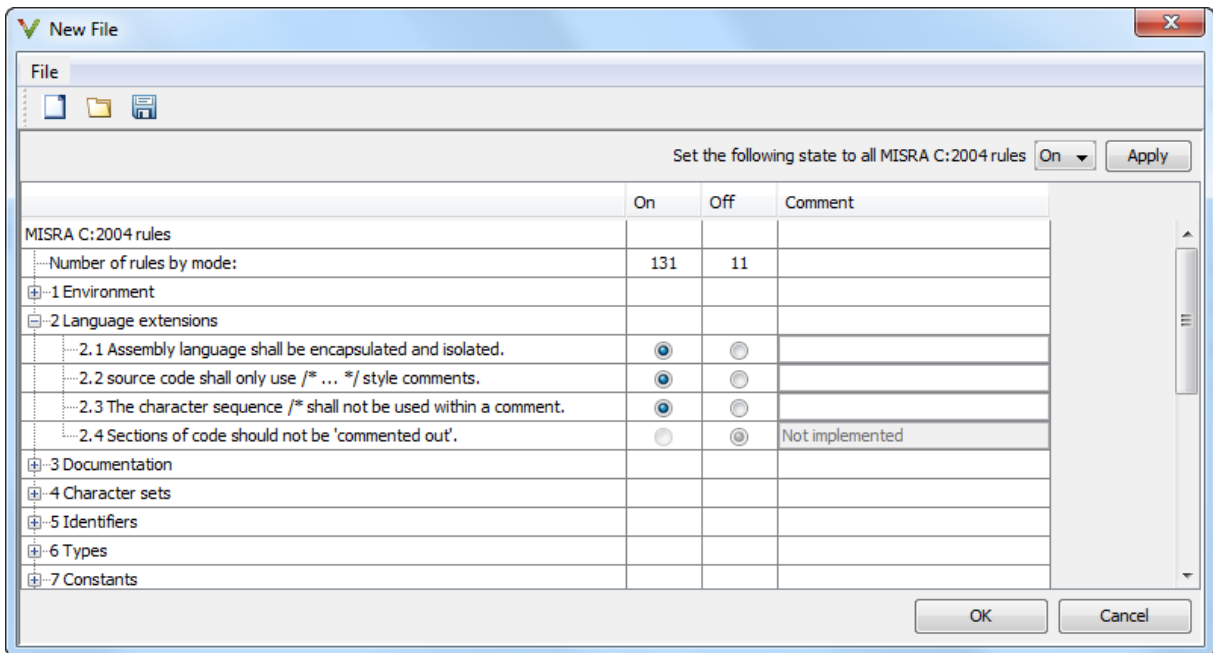 New File
File
Set the following state to all MISRA C:2004 rules On Apply
On Off Comment
MISRA C:2004 rules
Number of rules by mode: 131 11
1 Environment
2 Language extensions
2.1 Assembly language shall be encapsulated and isolated.
2.2 source code shall only use /* ... */ style comments.
2.3 The character sequence /* shall not be used within a comment.
2.4 Sections of code should not be 'commented out'. Not implemented
3 Documentation
4 Character sets
5 Identifiers
6 Types
7 Constants
OK Cancel